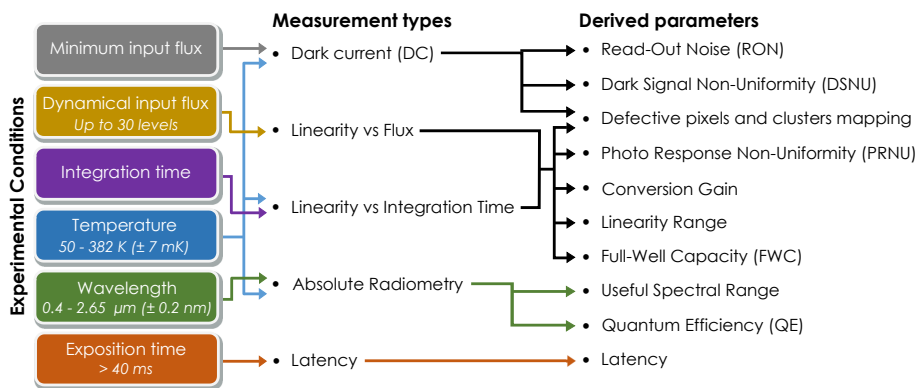 Measurement types
Derived parameters
Experimental Conditions
Minimum input flux
Dynamical input flux
Up to 30 levels
Integration time
Temperature
50 - 382 K (± 7 mK)
Wavelength
0.4 - 2.65 μm (± 0.2 nm)
Exposition time
> 40 ms
• Dark current (DC)
• Linearity vs Flux
• Linearity vs Integration Time
• Absolute Radiometry
• Latency
• Read-Out Noise (RON)
• Dark Signal Non-Uniformity (DSNU)
• Defective pixels and clusters mapping
• Photo Response Non-Uniformity (PRNU)
• Conversion Gain
• Linearity Range
• Full-Well Capacity (FWC)
• Useful Spectral Range
• Quantum Efficiency (QE)
• Latency